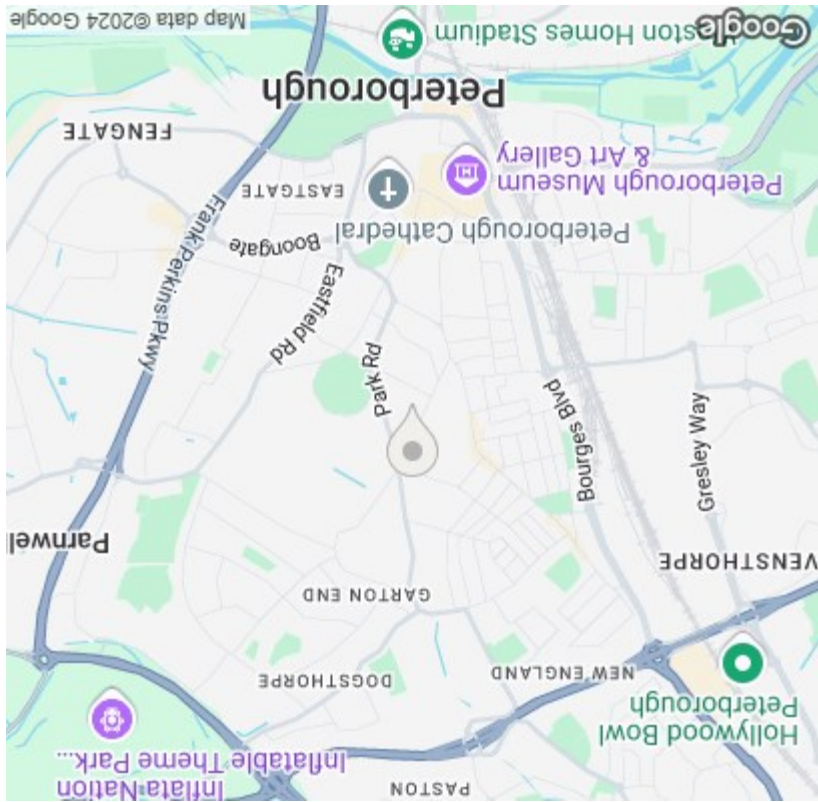 PASTON
Inflata Nation
Inflatable Theme Park...
Hollywood Bowl
Peterborough
NEW ENGLAND
DOGSTHORPE
GARTON END
VENSTHORPE
Parnwel
Gresley Way
Bourges Blvd
Park Rd
Eastfield Rd
Frank Perkins Pkwy
Boongate
Peterborough Cathedral
EASTGATE
Peterborough Museum
& Art Gallery
FENGATE
Peterborough
Homes Stadium
Google
Map data ©2024 Google